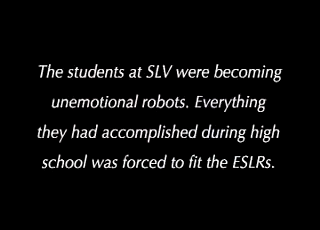 The students at SLV were becoming
unemotional robots. Everything
they had accomplished during high
school was forced to fit the ESLRs.